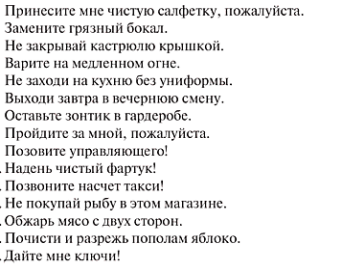 Принесите мне чистую салфетку, пожалуйста.
Замените грязный бокал.
Не закрывай кастрюлю крышкой.
Варите на медленном огне.
Не заходи на кухню без униформы.
Выходи завтра в вечернюю смену.
Оставьте зонтик в гардеробе.
Пройдите за мной, пожалуйста.
Позовите управляющего!
. Надень чистый фартук!
. Позвоните насчет такси!
. Не покупай рыбу в этом магазине.
. Обжарь мясо с двух сторон.
. Почисти и разрежь пополам яблоко.
. Дайте мне ключи!